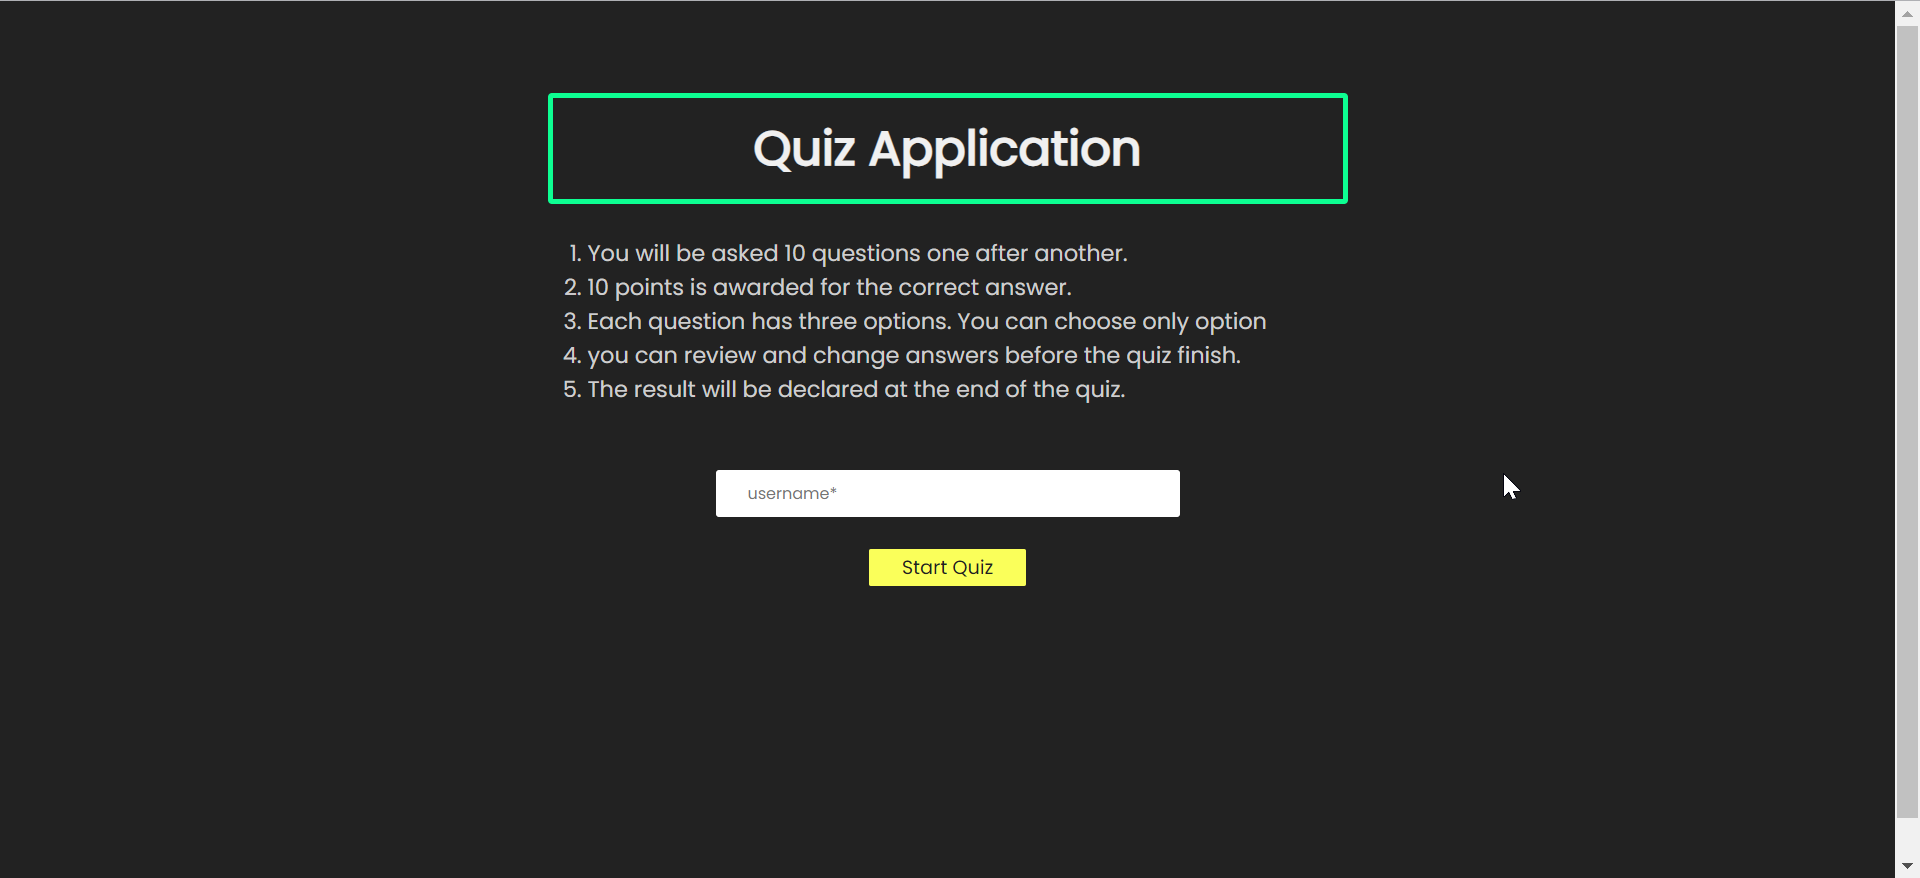 Quiz Application
1. You will be asked 10 questions one after another.
2. 10 points is awarded for the correct answer.
3. Each question has three options. You can choose only option
4. you can review and change answers before the quiz finish.
5. The result will be declared at the end of the quiz.
username*
Start Quiz